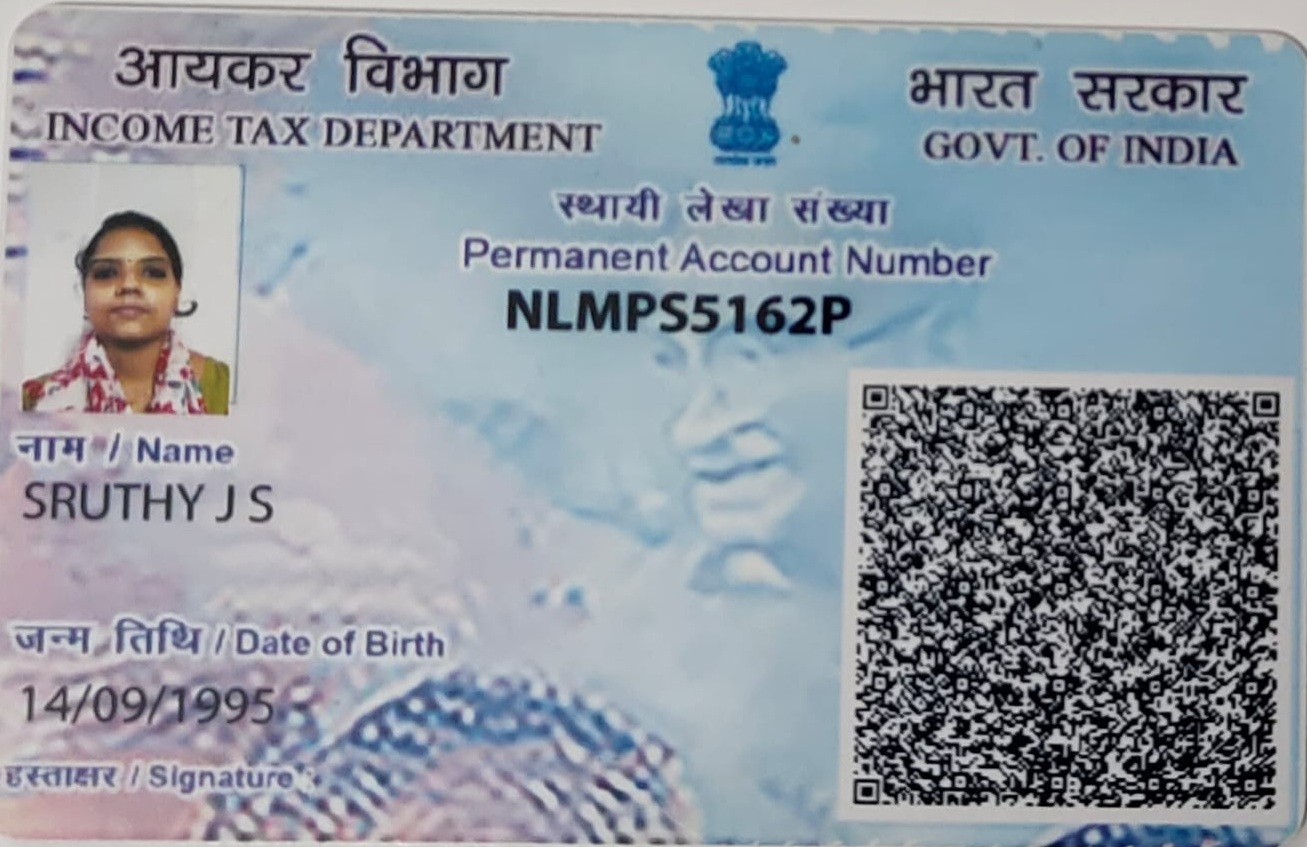 आयकर विभाग
INCOME TAX DEPARTMENT
भारत सरकार
GOVT. OF INDIA
स्थायी लेखा संख्या
Permanent Account Number
NLMPS5162P
नाम / Name
SRUTHY J S
जन्म तिथि / Date of Birth
14/09/1995
हस्ताक्षर / Signature